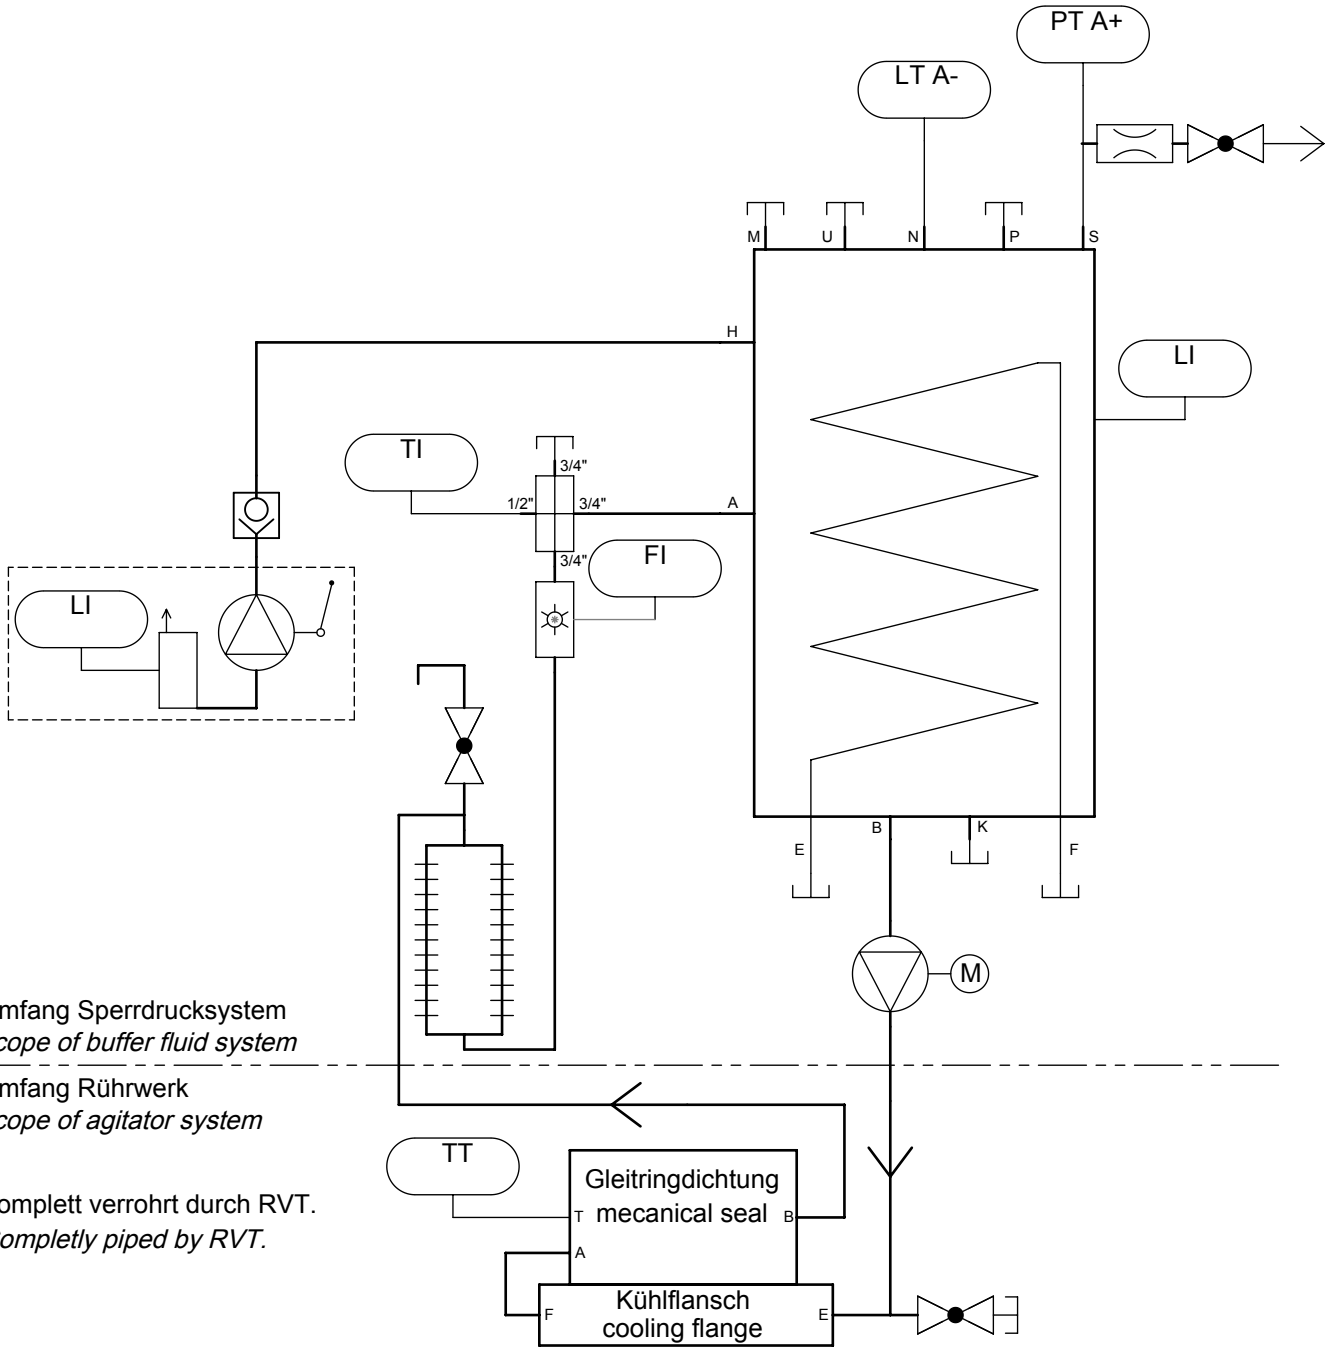 PT A+
LT A-
M
U
N
P
S
H
LI
TI
3/4"
1/2"
3/4"
A
3/4"
FI
LI
E
B
K
F
M
mfang Sperrdrucksystem
cope of buffer fluid system
mfang Rührwerk
cope of agitator system
TT
Gleitringdichtung
mecanical seal
T
B
A
omplett verrohrt durch RVT.
ompletly piped by RVT.
F
Kühlflansch
cooling flange
E